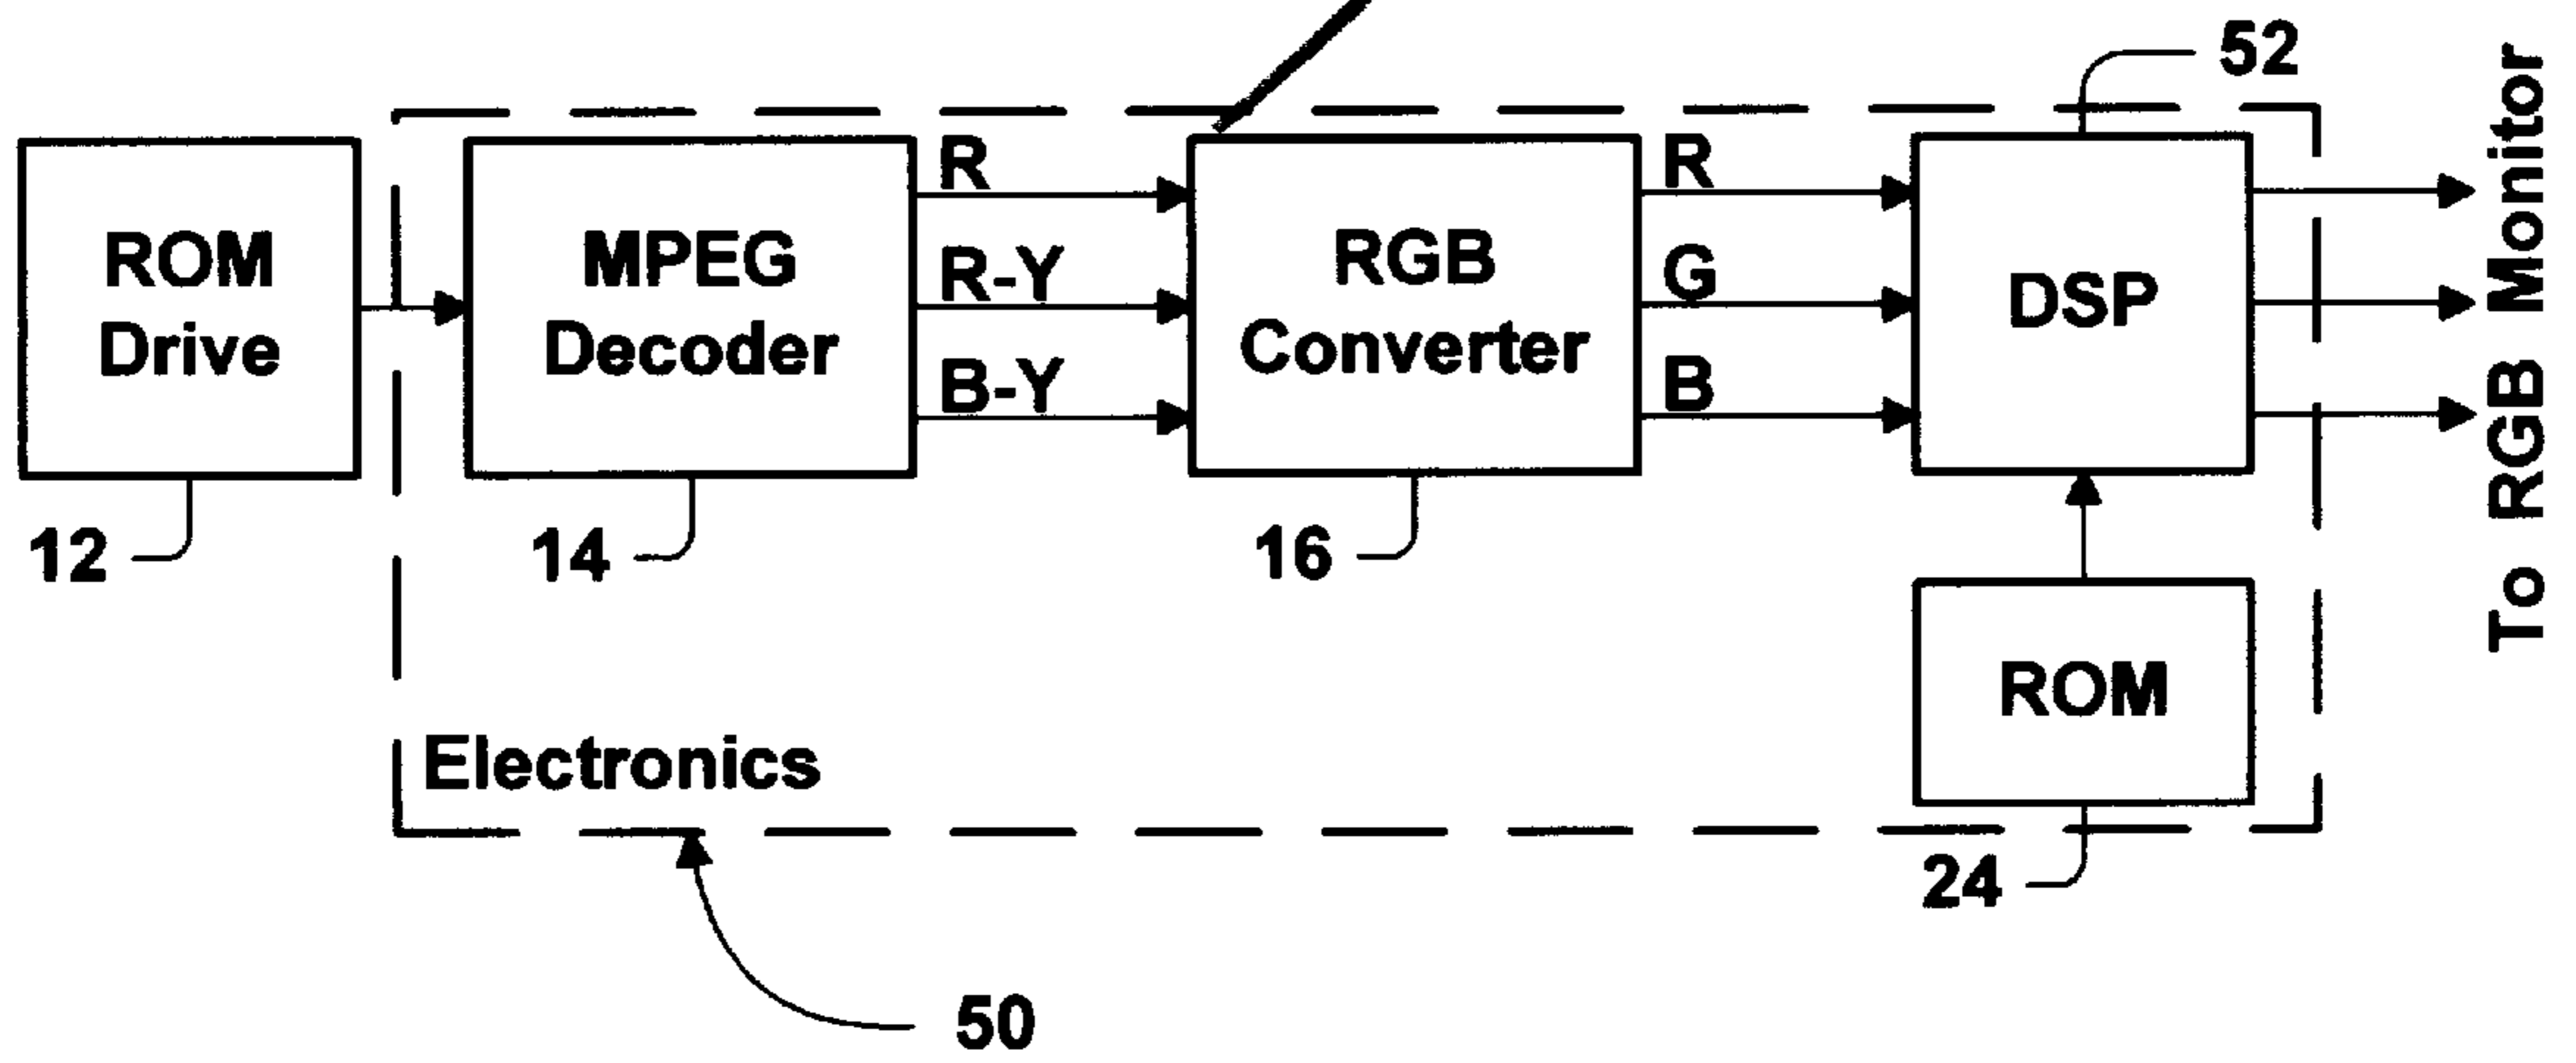 52
ROM
Drive
MPEG
Decoder
R
R-Y
B-Y
RGB
Converter
R
G
B
DSP
To RGB Monitor
12
14
16
ROM
Electronics
24
50